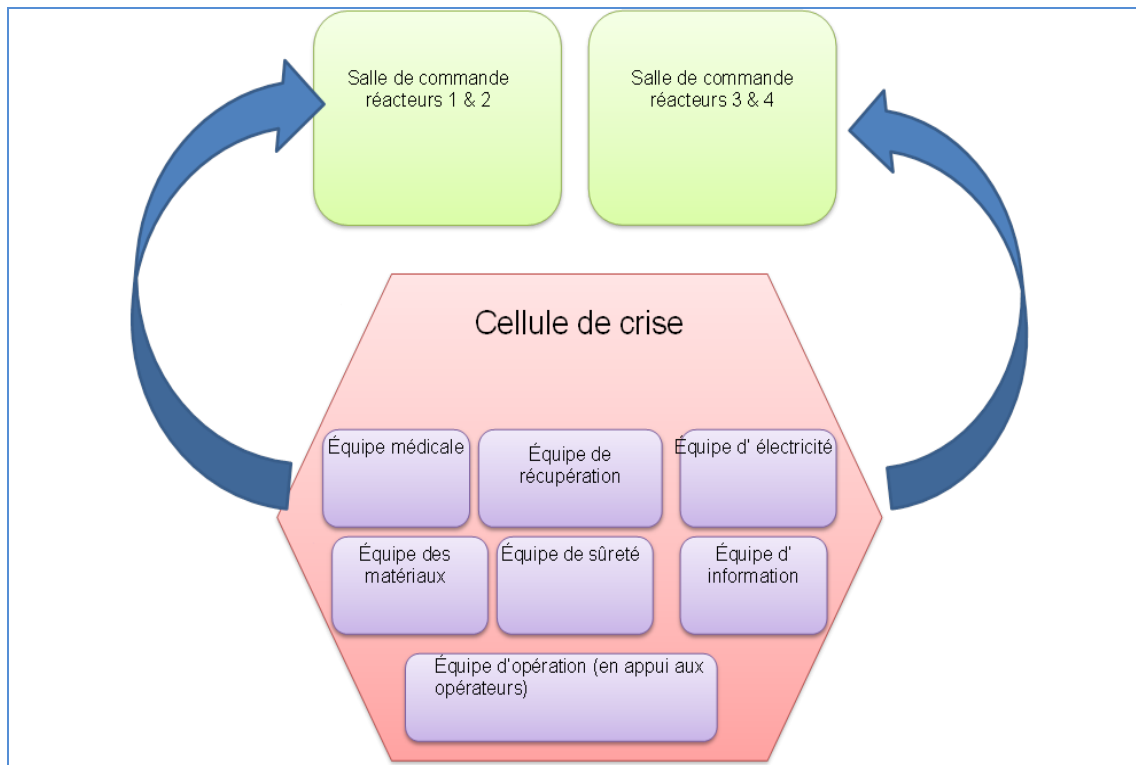 Salle de commande
réacteurs 1 & 2
Salle de commande
réacteurs 3 & 4
Cellule de crise
Équipe médicale
Équipe de
récupération
Équipe d' électricité
Équipe des
matériaux
Équipe de sûreté
Équipe d'
information
Équipe d'opération (en appui aux
opérateurs)